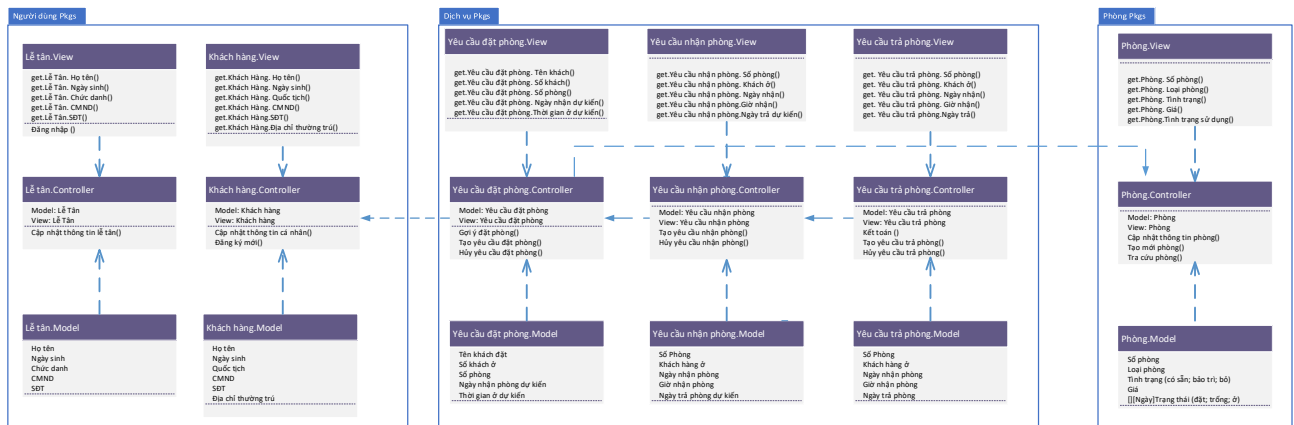 Người dùng Pkgs
Lễ tân.View
get.Lễ Tân. Họ tên()
get.Lễ Tân. Ngày sinh()
get.Lễ Tân. Chức danh()
get.Lễ Tân. CMND()
get.Lễ Tân.SĐT()
Đăng nhập ()
Khách hàng.View
get.Khách Hàng. Họ tên()
get.Khách Hàng. Ngày sinh()
get.Khách Hàng. Quốc tịch()
get.Khách Hàng. CMND()
get.Khách Hàng.SĐT()
get.Khách Hàng.Địa chỉ thường trú()
Lễ tân.Controller
Model: Lễ Tân
View: Lễ Tân
Cập nhật thông tin lễ tân()
Khách hàng.Controller
Model: Khách hàng
View: Khách hàng
Cập nhật thông tin cá nhân()
Đăng ký mới()
Lễ tân.Model
Họ tên
Ngày sinh
Chức danh
CMND
SĐT
Khách hàng.Model
Họ tên
Ngày sinh
Quốc tịch
CMND
SĐT
Địa chỉ thường trú
Dịch vụ Pkgs
Yêu cầu đặt phòng.View
get.Yêu cầu đặt phòng. Tên khách()
get.Yêu cầu đặt phòng. Số khách()
get.Yêu cầu đặt phòng. Số phòng()
get.Yêu cầu đặt phòng. Ngày nhận dự kiến()
get.Yêu cầu đặt phòng.Thời gian ở dự kiến()
Yêu cầu nhận phòng.View
get.Yêu cầu nhận phòng. Số phòng()
get.Yêu cầu nhận phòng. Khách ở()
get.Yêu cầu nhận phòng. Ngày nhận()
get.Yêu cầu nhận phòng.Giờ nhận()
get.Yêu cầu nhận phòng.Ngày trả dự kiến()
Yêu cầu trả phòng.View
get. Yêu cầu trả phòng. Số phòng()
get. Yêu cầu trả phòng. Khách ở()
get. Yêu cầu trả phòng. Ngày nhận()
get. Yêu cầu trả phòng. Giờ nhận()
get. Yêu cầu trả phòng.Ngày trả()
Yêu cầu đặt phòng.Controller
Model: Yêu cầu đặt phòng
View: Yêu cầu đặt phòng
Gợi ý đặt phòng()
Tạo yêu cầu đặt phòng()
Hủy yêu cầu đặt phòng()
Yêu cầu nhận phòng.Controller
Model: Yêu cầu nhận phòng
View: Yêu cầu nhận phòng
Tạo yêu cầu nhận phòng()
Hủy yêu cầu nhận phòng()
Yêu cầu trả phòng.Controller
Model: Yêu cầu trả phòng
View: Yêu cầu trả phòng
Kết toán ()
Tạo yêu cầu trả phòng()
Hủy yêu cầu trả phòng()
Yêu cầu đặt phòng.Model
Tên khách đặt
Số khách ở
Số phòng
Ngày nhận phòng dự kiến
Thời gian ở dự kiến
Yêu cầu nhận phòng.Model
Số Phòng
Khách hàng ở
Ngày nhận phòng
Giờ nhận phòng
Ngày trả phòng dự kiến
Yêu cầu trả phòng.Model
Số Phòng
Khách hàng ở
Ngày nhận phòng
Giờ nhận phòng
Ngày trả phòng
Phòng Pkgs
Phòng.View
get.Phòng. Số phòng()
get.Phòng. Loại phòng()
get.Phòng. Tình trạng()
get.Phòng. Giá()
get.Phòng.Tình trạng sử dụng()
Phòng.Controller
Model: Phòng
View: Phòng
Cập nhật thông tin phòng()
Tạo mới phòng()
Tra cứu phòng()
Phòng.Model
Số phòng
Loại phòng
Tình trạng (có sẵn; bảo trì; bỏ)
Giá
[][Ngày]Trạng thái (đặt; trống; ở)